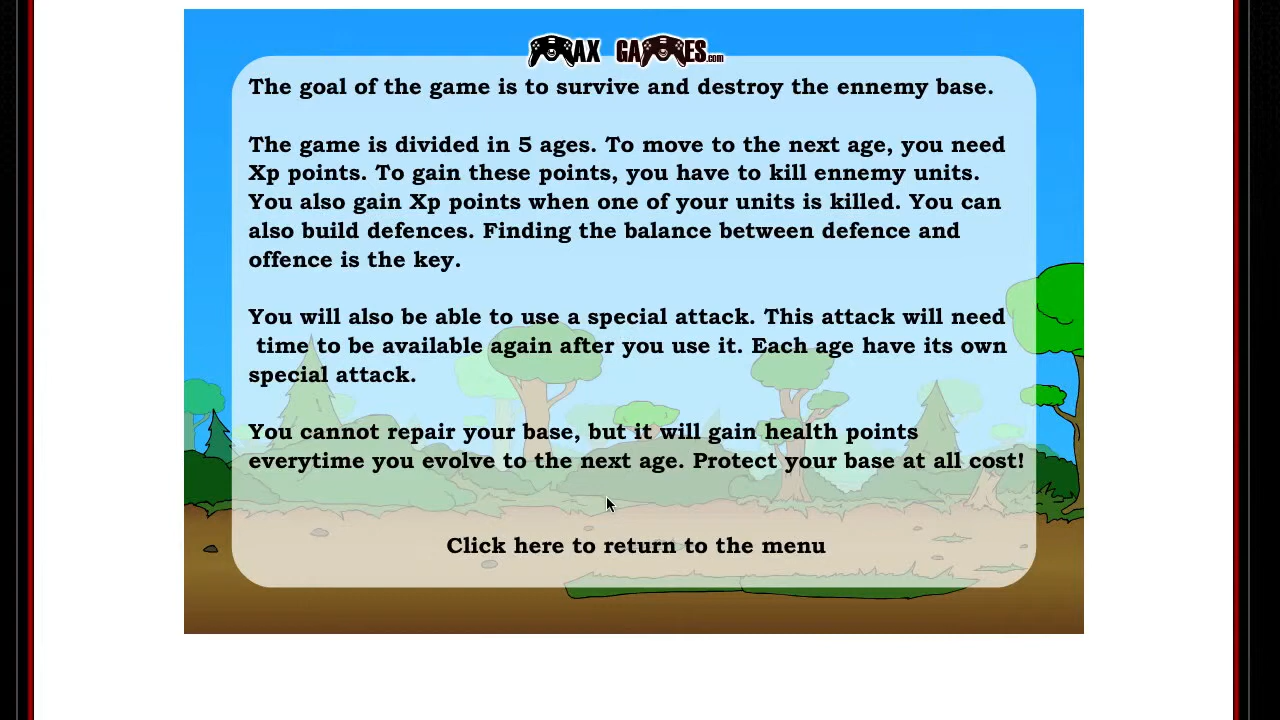 MAX GAMES.com
The goal of the game is to survive and destroy the ennemy base.
The game is divided in 5 ages. To move to the next age, you need
Xp points. To gain these points, you have to kill ennemy units.
You also gain Xp points when one of your units is killed. You can
also build defences. Finding the balance between defence and
offence is the key.
You will also be able to use a special attack. This attack will need
time to be available again after you use it. Each age have its own
special attack.
You cannot repair your base, but it will gain health points
everytime you evolve to the next age. Protect your base at all cost!
Click here to return to the menu